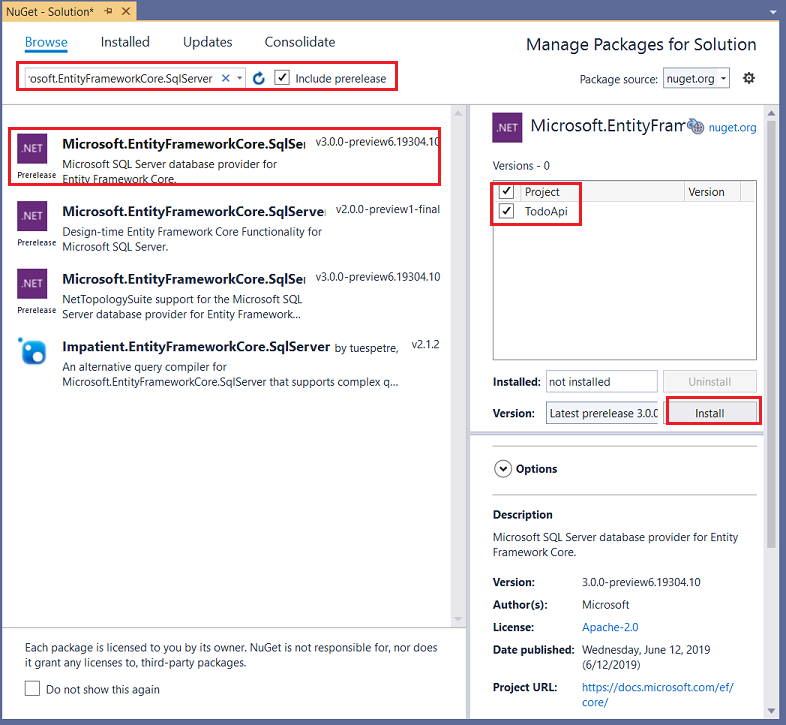 NuGet - Solution*
Browse Installed Updates Consolidate
Manage Packages for Solution
rosoft.EntityFrameworkCore.SqlServer Include prerelease
Package source: nuget.org
.NET
Prerelease
Microsoft.EntityFrameworkCore.SqlSe v3.0.0-preview6.19304.10
Microsoft SQL Server database provider for
Entity Framework Core.
.NET
Prerelease
Microsoft.EntityFrameworkCore.SqlServer v2.0.0-preview1-final
Design-time Entity Framework Core Functionality for
Microsoft SQL Server.
.NET
Prerelease
Microsoft.EntityFrameworkCore.SqlSe v3.0.0-preview6.19304.10
NetTopologySuite support for the Microsoft SQL
Server database provider for Entity Framework...
Impatient.EntityFrameworkCore.SqlServer by tuespetre, v2.1.2
An alternative query compiler for
Microsoft.EntityFrameworkCore.SqlServer that supports complex q...
Each package is licensed to you by its owner. NuGet is not responsible for, nor does
it grant any licenses to, third-party packages.
Do not show this again
.NET Microsoft.EntityFram nuget.org
Versions - 0
Project Version
TodoApi
Installed: not installed Uninstall
Version: Latest prerelease 3.0.0 Install
Options
Description
Microsoft SQL Server database provider for Entity
Framework Core.
Version: 3.0.0-preview6.19304.10
Author(s): Microsoft
License: Apache-2.0
Date published: Wednesday, June 12, 2019
(6/12/2019)
Project URL: https://docs.microsoft.com/ef/
core/